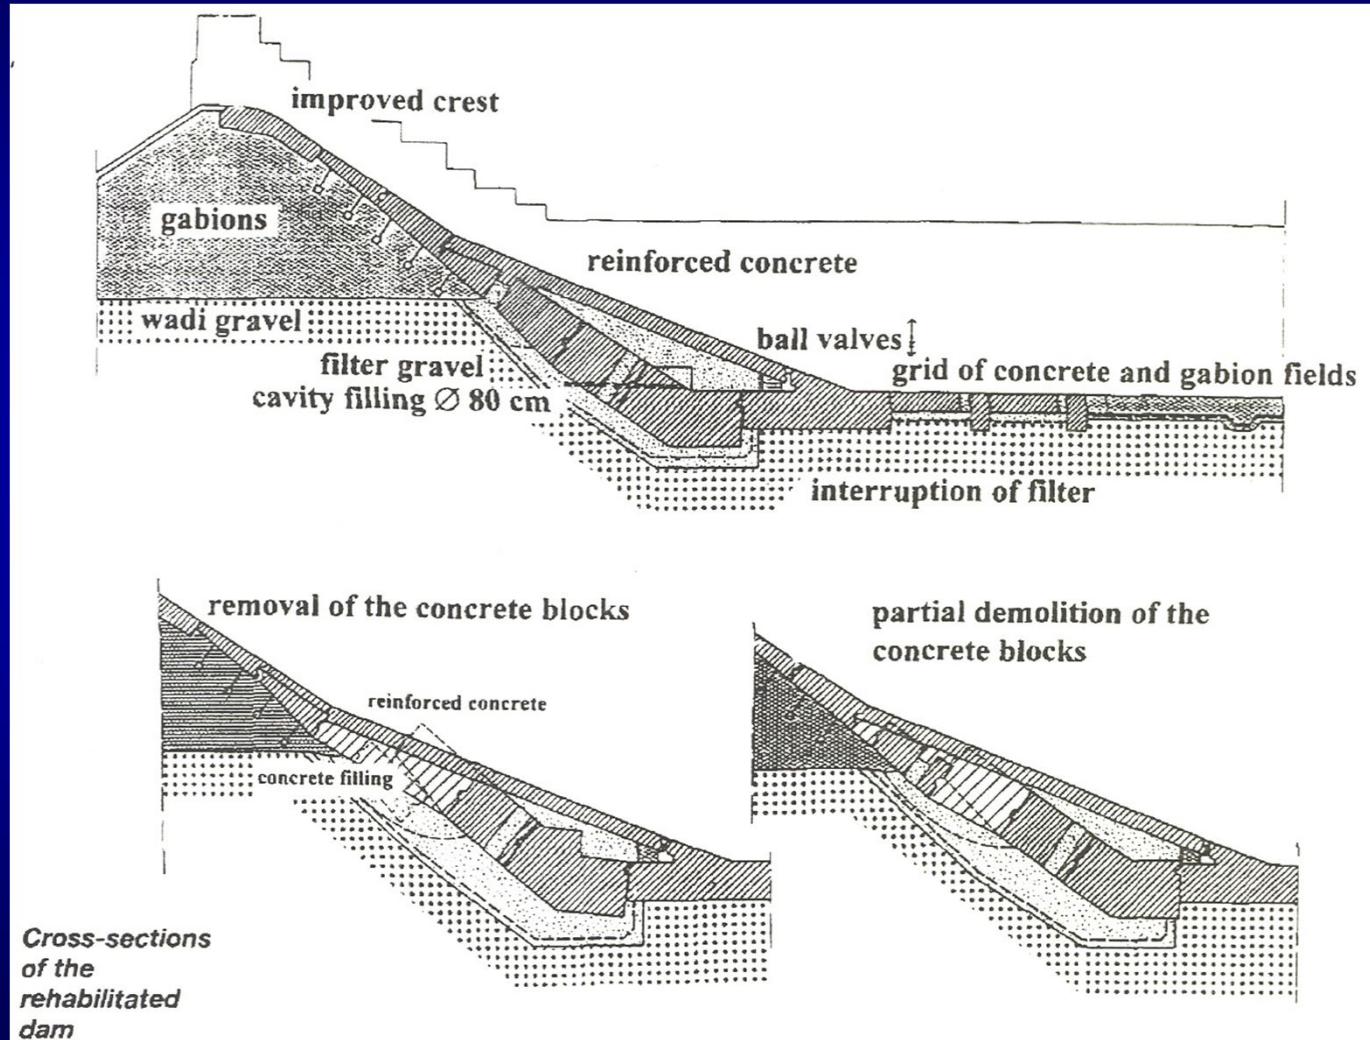 improved crest
gabions
reinforced concrete
wadi gravel
ball valves
filter gravel
grid of concrete and gabion fields
cavity filling Ø 80 cm
interruption of filter
removal of the concrete blocks
partial demolition of the
concrete blocks
reinforced concrete
concrete filling
Cross-sections
of the
rehabilitated
dam